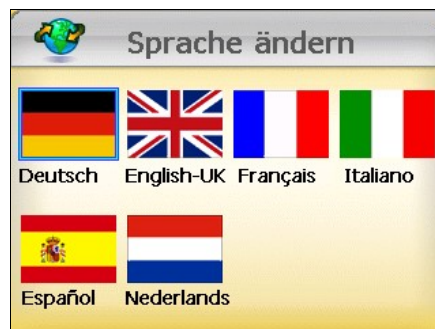 Sprache ändern
Deutsch English-UK Français Italiano
Español Nederlands